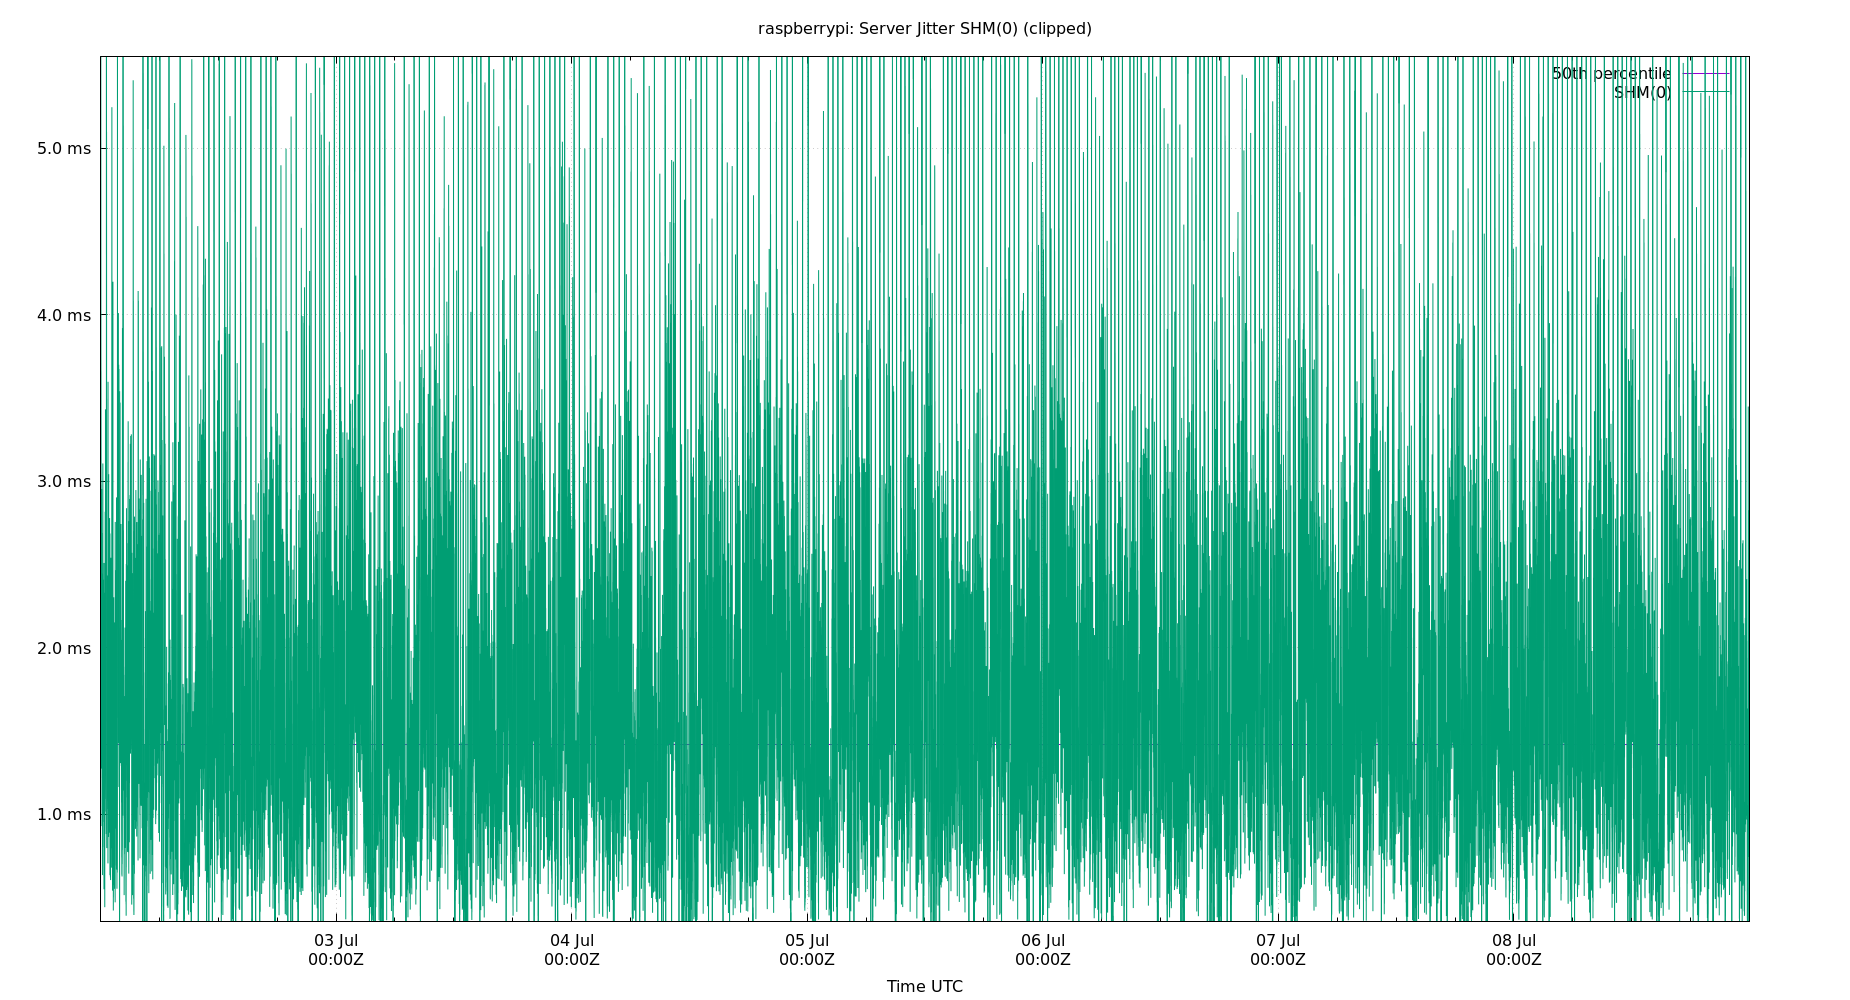 raspberrypi: Server Jitter SHM(0) (clipped)
50th percentile
SHM(0)
5.0 ms
4.0 ms
3.0 ms
2.0 ms
1.0 ms
03 Jul 04 Jul 05 Jul 06 Jul 07 Jul 08 Jul
00:00Z 00:00Z 00:00Z 00:00Z 00:00Z 00:00Z
Time UTC